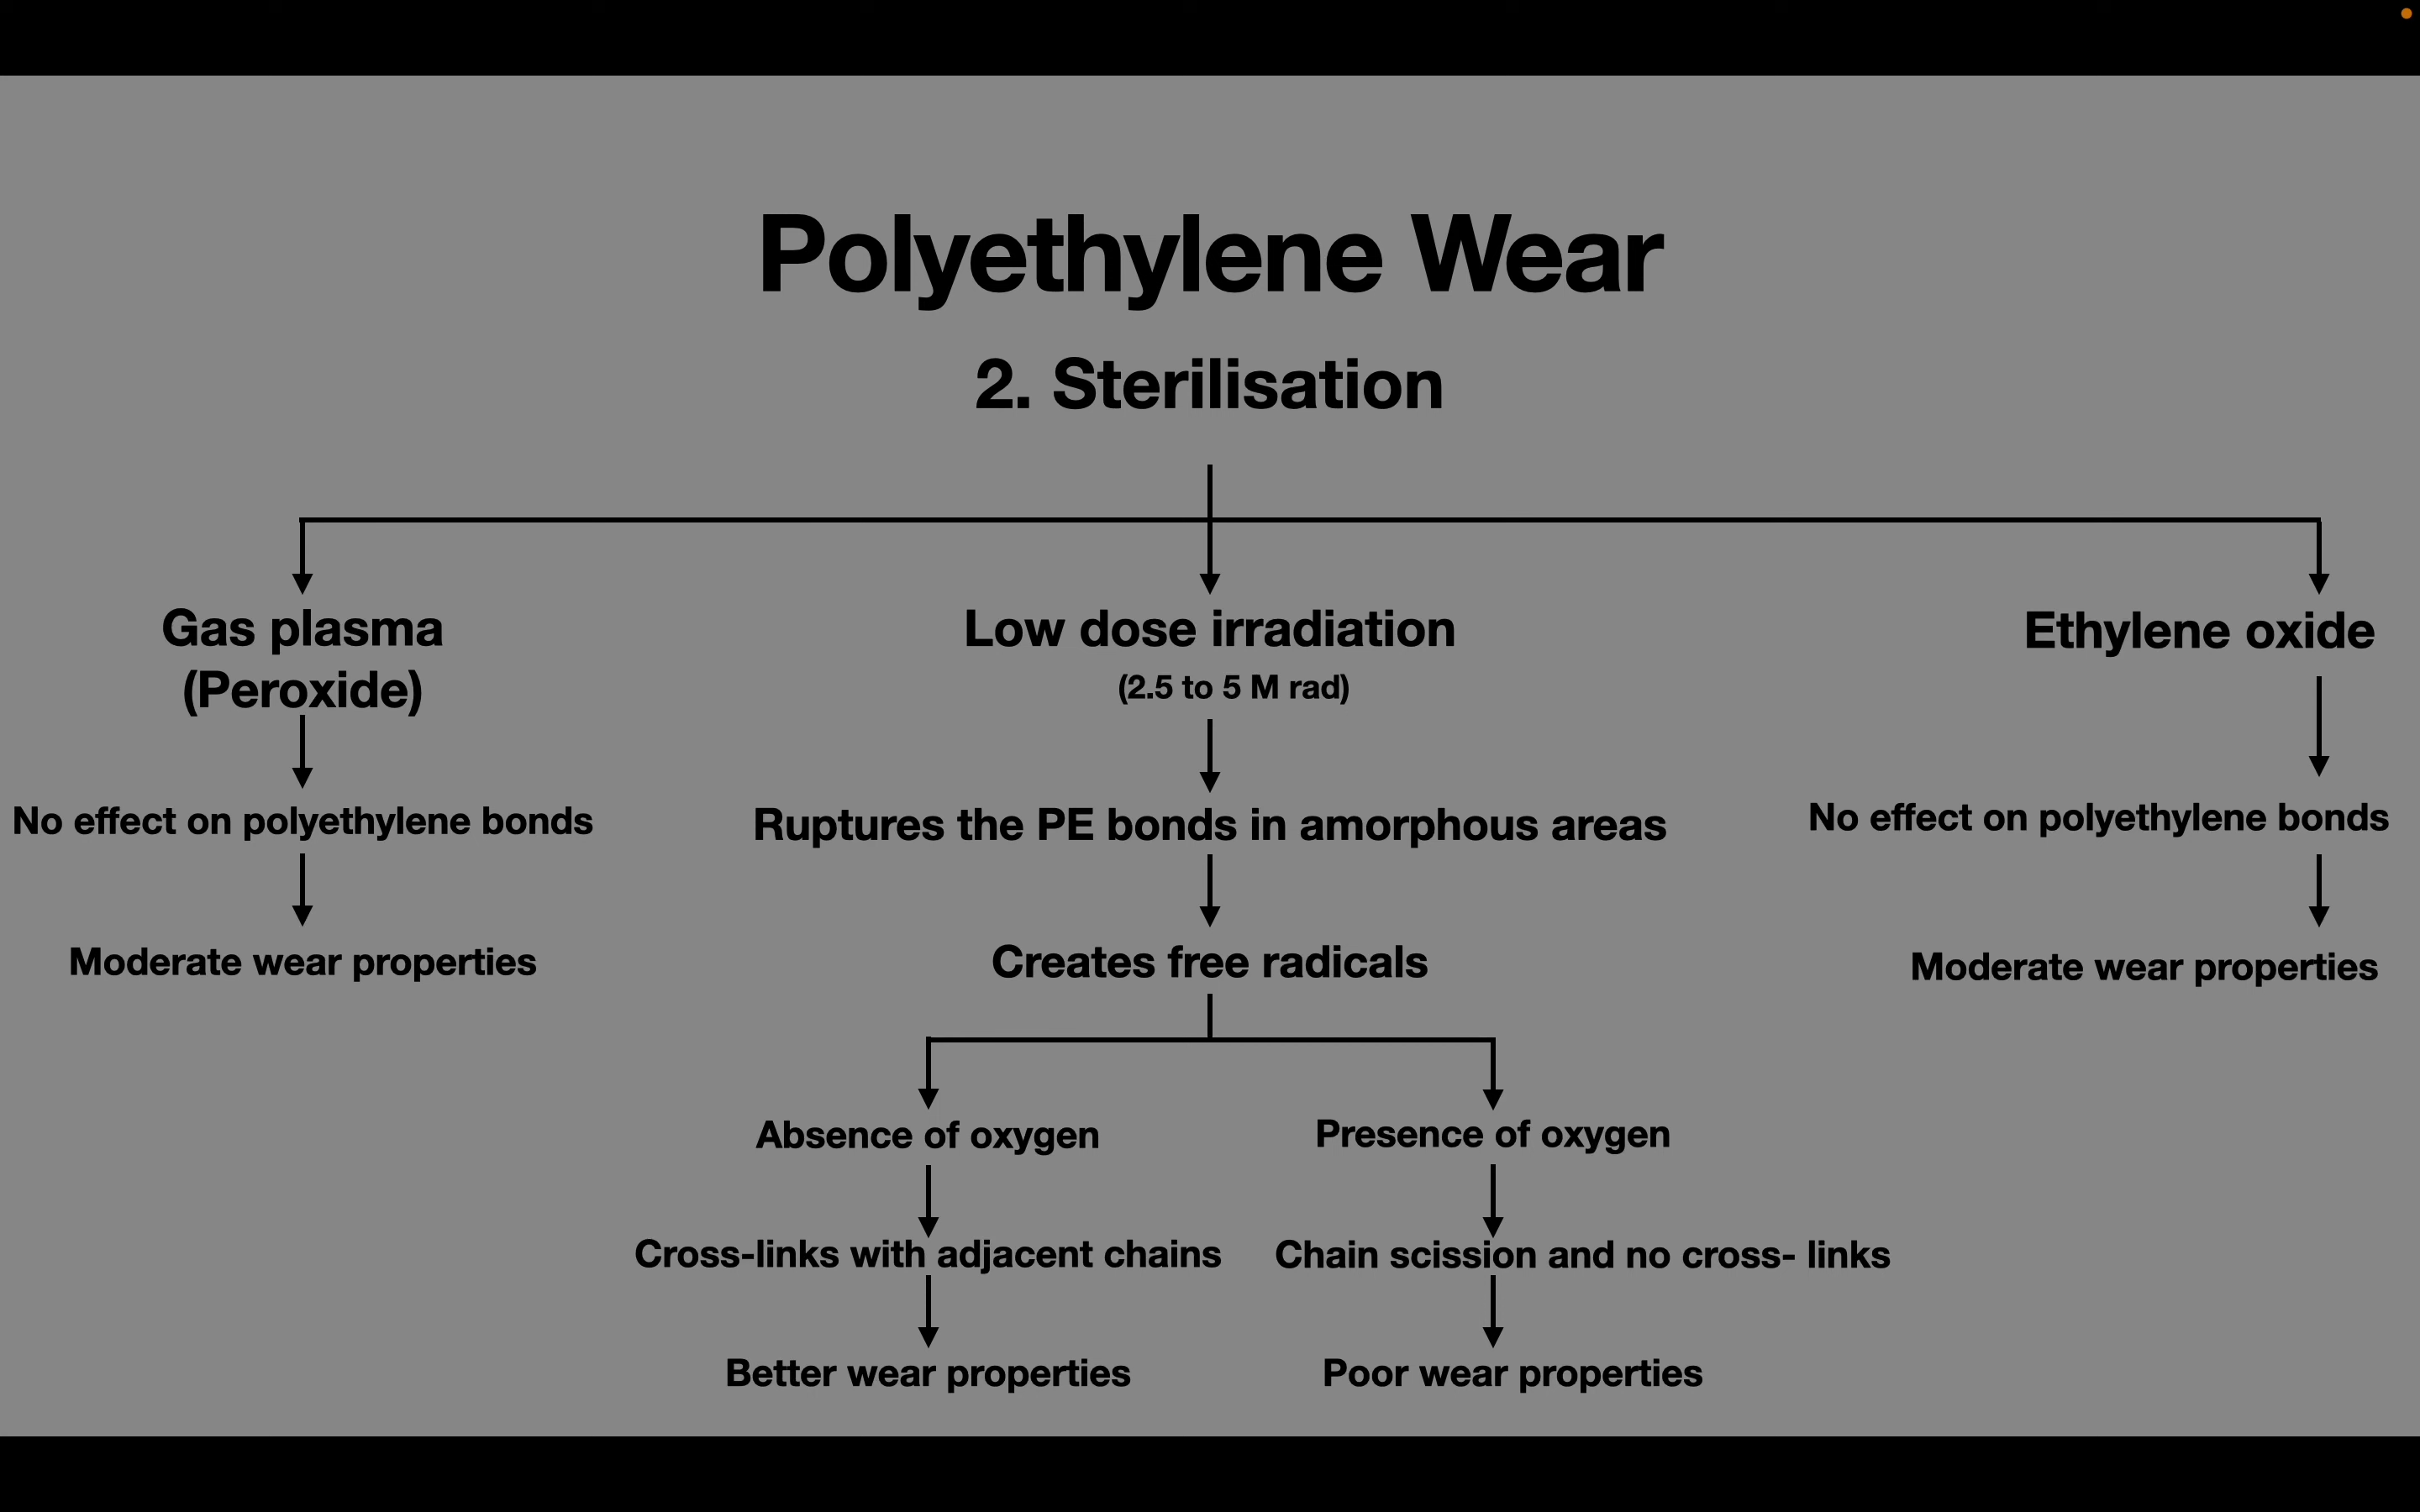 Polyethylene Wear
2. Sterilisation
Gas plasma
(Peroxide)
No effect on polyethylene bonds
Moderate wear properties
Low dose irradiation
(2.5 to 5 M rad)
Ruptures the PE bonds in amorphous areas
Creates free radicals
Absence of oxygen
Cross-links with adjacent chains
Better wear properties
Presence of oxygen
Chain scission and no cross- links
Poor wear properties
Ethylene oxide
No effect on polyethylene bonds
Moderate wear properties